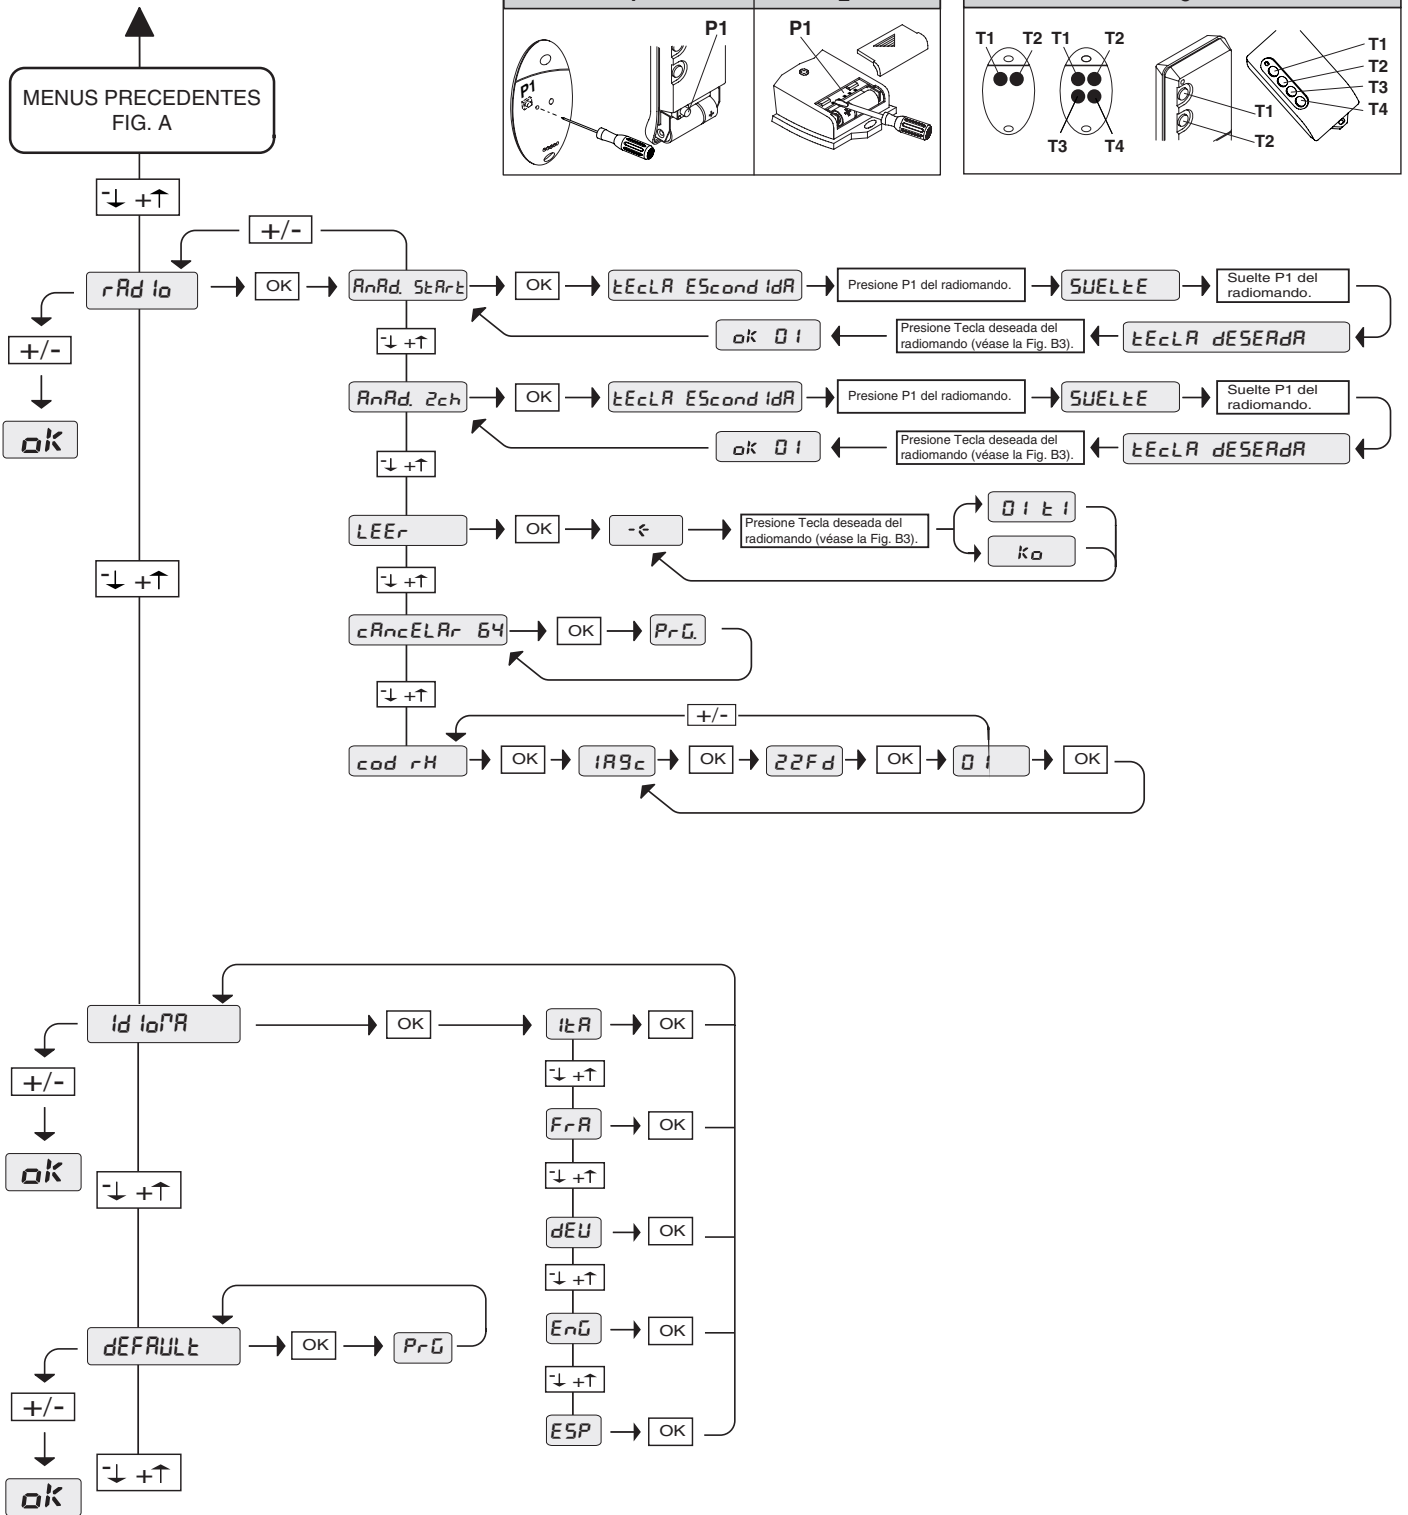 P1
P1
P1
T1
T2
T1
T2
T3
T4
T1
T2
T1
T2
T3
T4
MENUS PRECEDENTES
FIG. A
-↓ +↑
+/-
rAdIo
OK
AnAd. StArt
OK
tEcLA EScondIdA
Presione P1 del radiomando.
SUELtE
Suelte P1 del
radiomando.
+/-
ok
-↓ +↑
ok 01
Presione Tecla deseada del
radiomando (véase la Fig. B3).
tEcLA dESEAdA
AnAd. 2ch
OK
tEcLA EScondIdA
Presione P1 del radiomando.
SUELtE
Suelte P1 del
radiomando.
-↓ +↑
ok 01
Presione Tecla deseada del
radiomando (véase la Fig. B3).
tEcLA dESEAdA
LEEr
OK
Presione Tecla deseada del
radiomando (véase la Fig. B3).
01 t1
Ko
-↓ +↑
-↓ +↑
cAncELAr 64
OK
PrG.
-↓ +↑
+/-
cod rH
OK
1A9c
OK
22Fd
OK
01
OK
IdIoMA
OK
ItA
OK
+/-
ok
-↓ +↑
FrA
OK
-↓ +↑
-↓ +↑
dEU
OK
-↓ +↑
EnG
OK
dEFAULt
OK
PrG
-↓ +↑
+/-
ok
ESP
OK
-↓ +↑